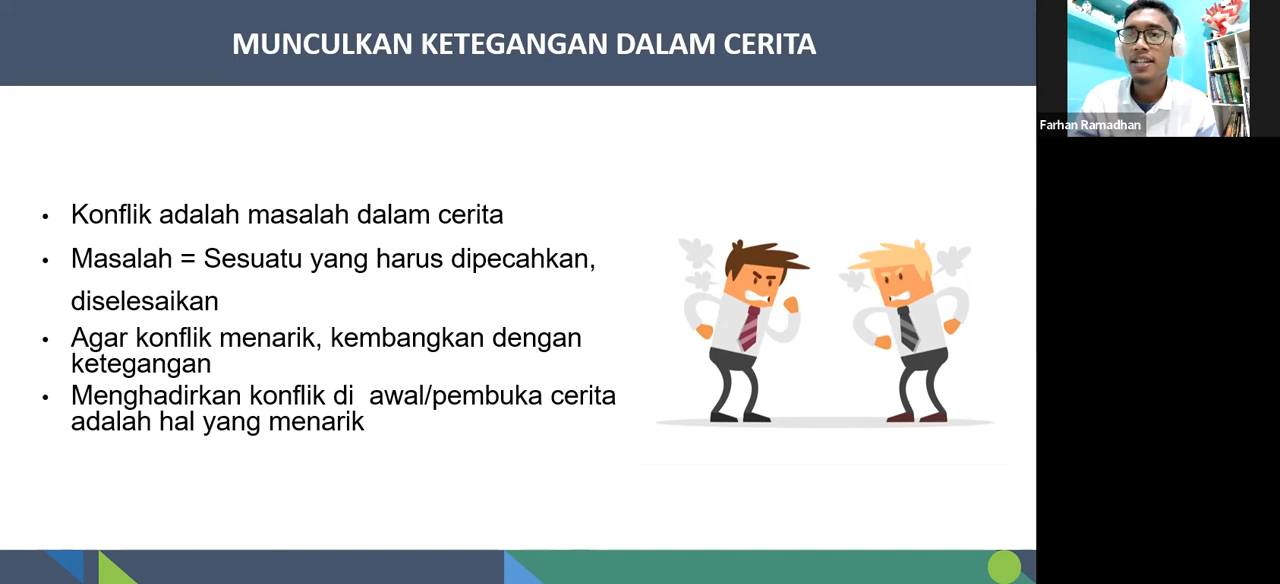 MUNCULKAN KETEGANGAN DALAM CERITA
Farhan Ramadhan
• Konflik adalah masalah dalam cerita
• Masalah = Sesuatu yang harus dipecahkan,
diselesaikan
• Agar konflik menarik, kembangkan dengan
ketegangan
• Menghadirkan konflik di  awal/pembuka cerita
adalah hal yang menarik